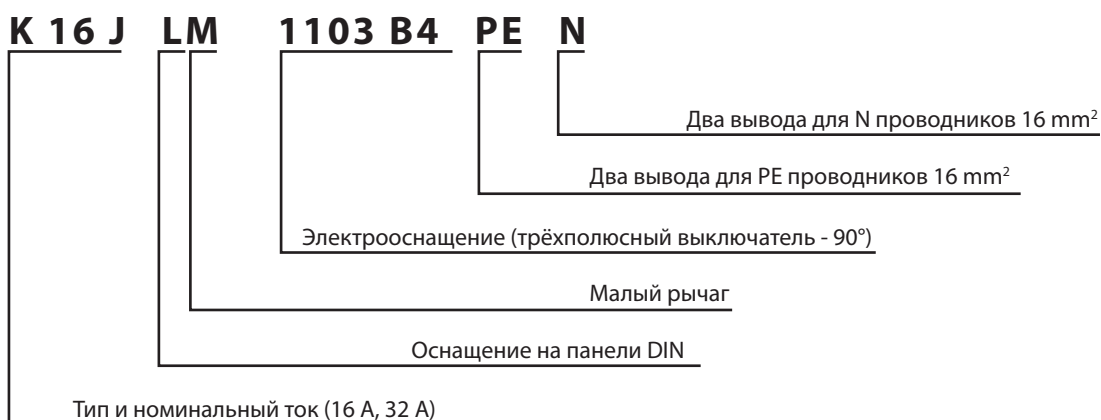 K 16 J LM 1103 B4 PE N
Два вывода для N проводников 16 mm²
Два вывода для PE проводников 16 mm²
Электрооснащение (трёхполюсный выключатель - 90°)
Малый рычаг
Оснащение на панели DIN
Тип и номинальный ток (16 А, 32 А)